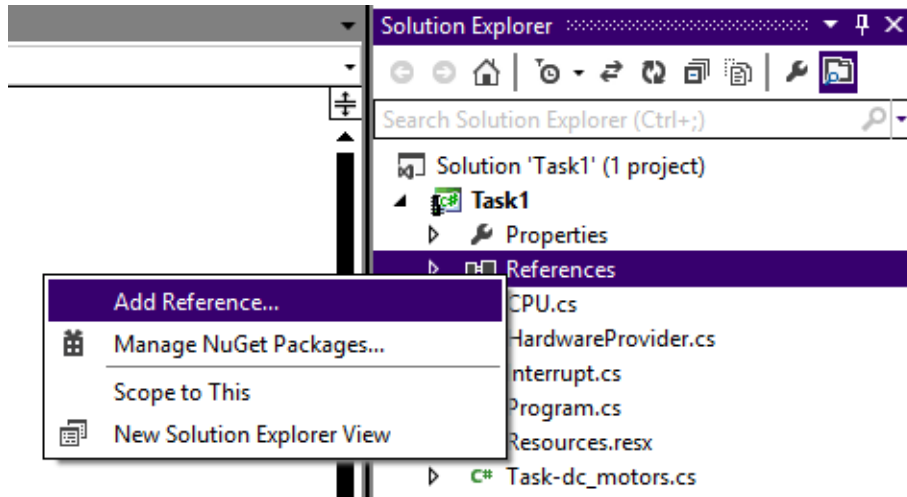 Solution Explorer
Search Solution Explorer (Ctrl+;)
Solution 'Task1' (1 project)
C# Task1
Properties
References
Add Reference...
CPU.cs
Manage NuGet Packages...
HardwareProvider.cs
Scope to This
nterrupt.cs
New Solution Explorer View
Program.cs
Resources.resx
C# Task-dc_motors.cs